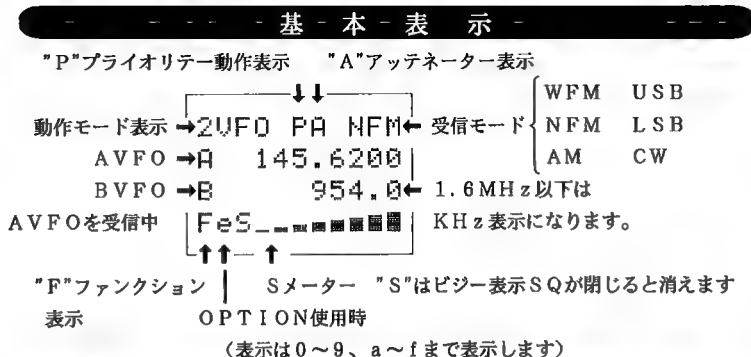 基本表示
"P"プライオリテー動作表示 "A"アッテネーター表示
WFM USB
動作モード表示 →2VFO PA NFM← 受信モード NFM LSB
AVFO →A 145.6200 AM CW
BVFO →B 954.0← 1.6MHz以下は
AVFOを受信中 FeS_ KHz表示になります。
"F"ファンクション Sメーター "S"はビジー表示SQが閉じると消えます
表示 OPTION使用時
(表示は0~9、a~fまで表示します)